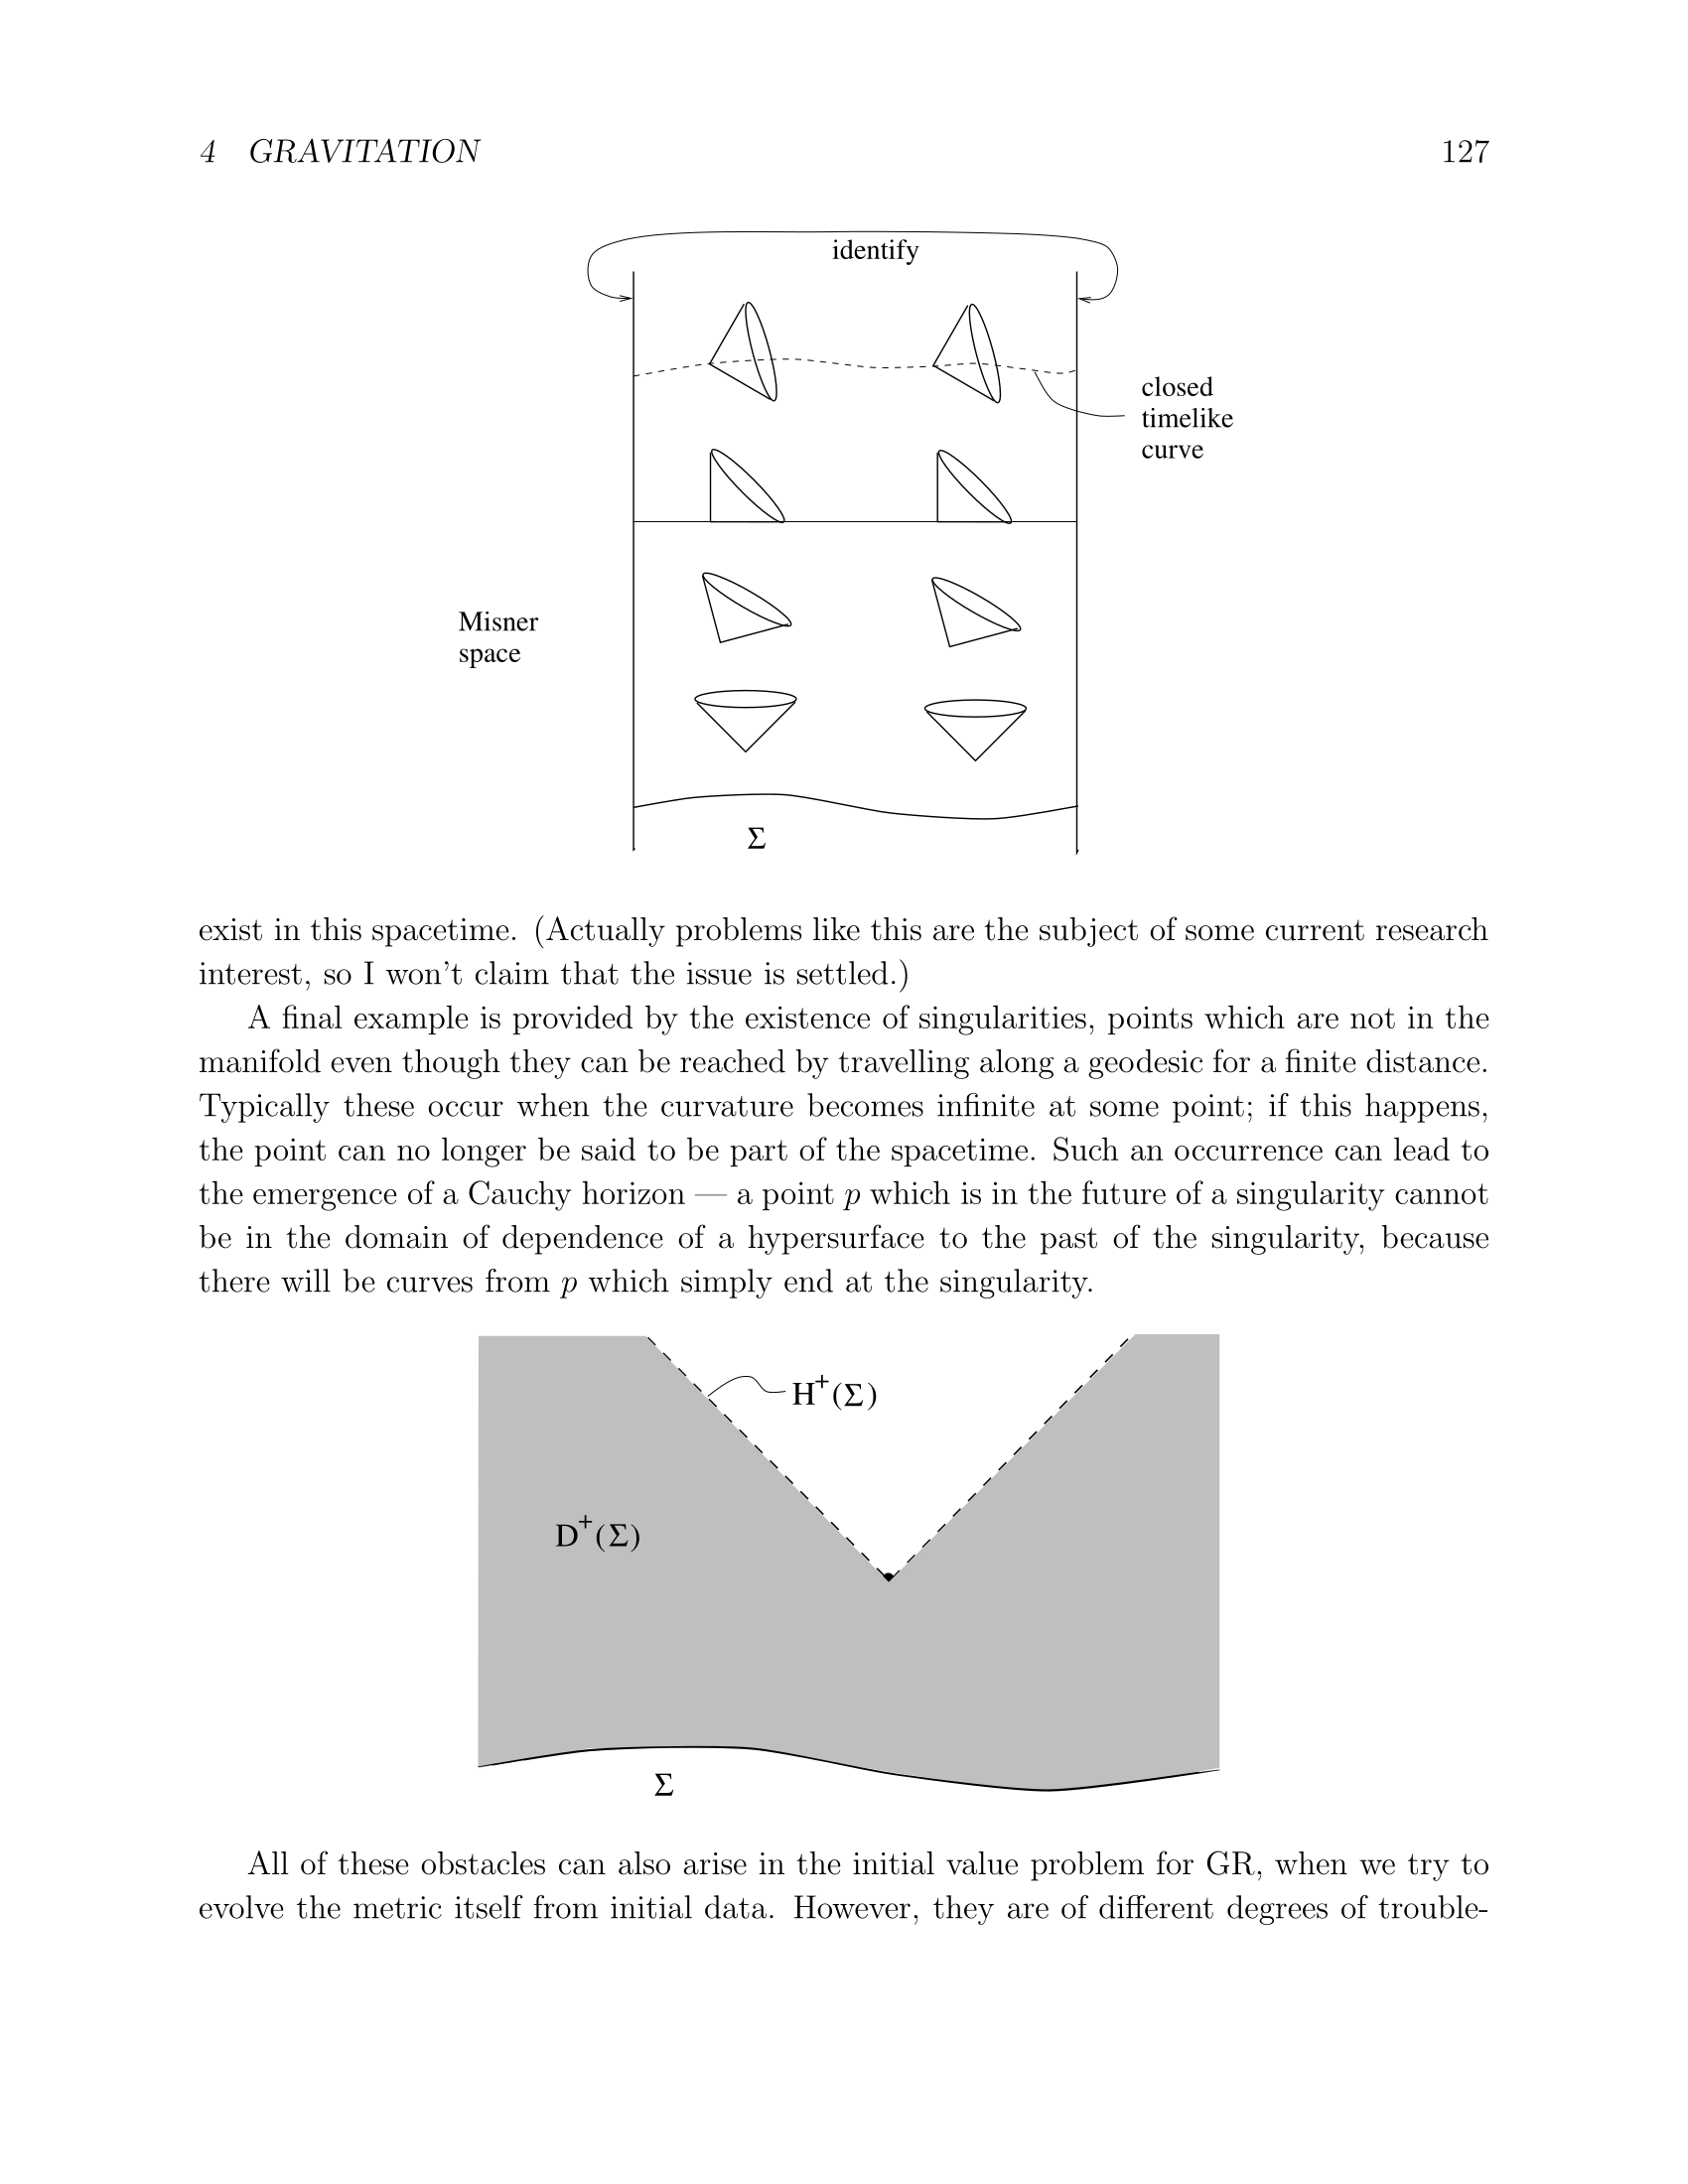 4 GRAVITATION 127
identify
closed
timelike
curve
Misner
space
Σ
exist in this spacetime. (Actually problems like this are the subject of some current research
interest, so I won't claim that the issue is settled.)
A final example is provided by the existence of singularities, points which are not in the
manifold even though they can be reached by travelling along a geodesic for a finite distance.
Typically these occur when the curvature becomes infinite at some point; if this happens,
the point can no longer be said to be part of the spacetime. Such an occurrence can lead to
the emergence of a Cauchy horizon — a point p which is in the future of a singularity cannot
be in the domain of dependence of a hypersurface to the past of the singularity, because
there will be curves from p which simply end at the singularity.
H⁺(Σ)
D⁺(Σ)
Σ
All of these obstacles can also arise in the initial value problem for GR, when we try to
evolve the metric itself from initial data. However, they are of different degrees of trouble-